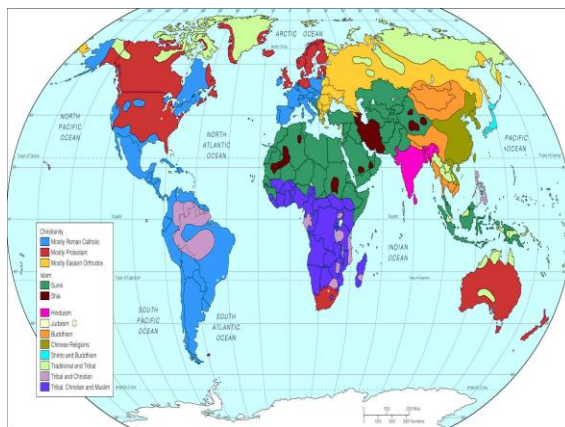 ARCTIC OCEAN
NORTH
PACIFIC
OCEAN
NORTH
ATLANTIC
OCEAN
PACIFIC
OCEAN
INDIAN
OCEAN
SOUTH
PACIFIC
OCEAN
SOUTH
ATLANTIC
OCEAN
Christianity
Mostly Roman Catholic
Mostly Protestant
Mostly Eastern Orthodox
Islam
Sunni
Shia
Hinduism
Judaism
Buddhism
Chinese Religions
Shinto and Buddhism
Traditional and Tribal
Tribal and Christian
Tribal, Christian and Muslim